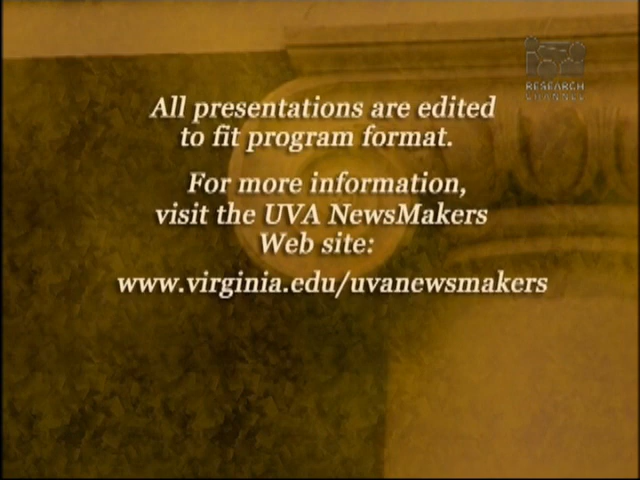 RESEARCH
CHANNEL
All presentations are edited
to fit program format.
For more information,
visit the UVA NewsMakers
Web site:
www.virginia.edu/uvanewsmakers